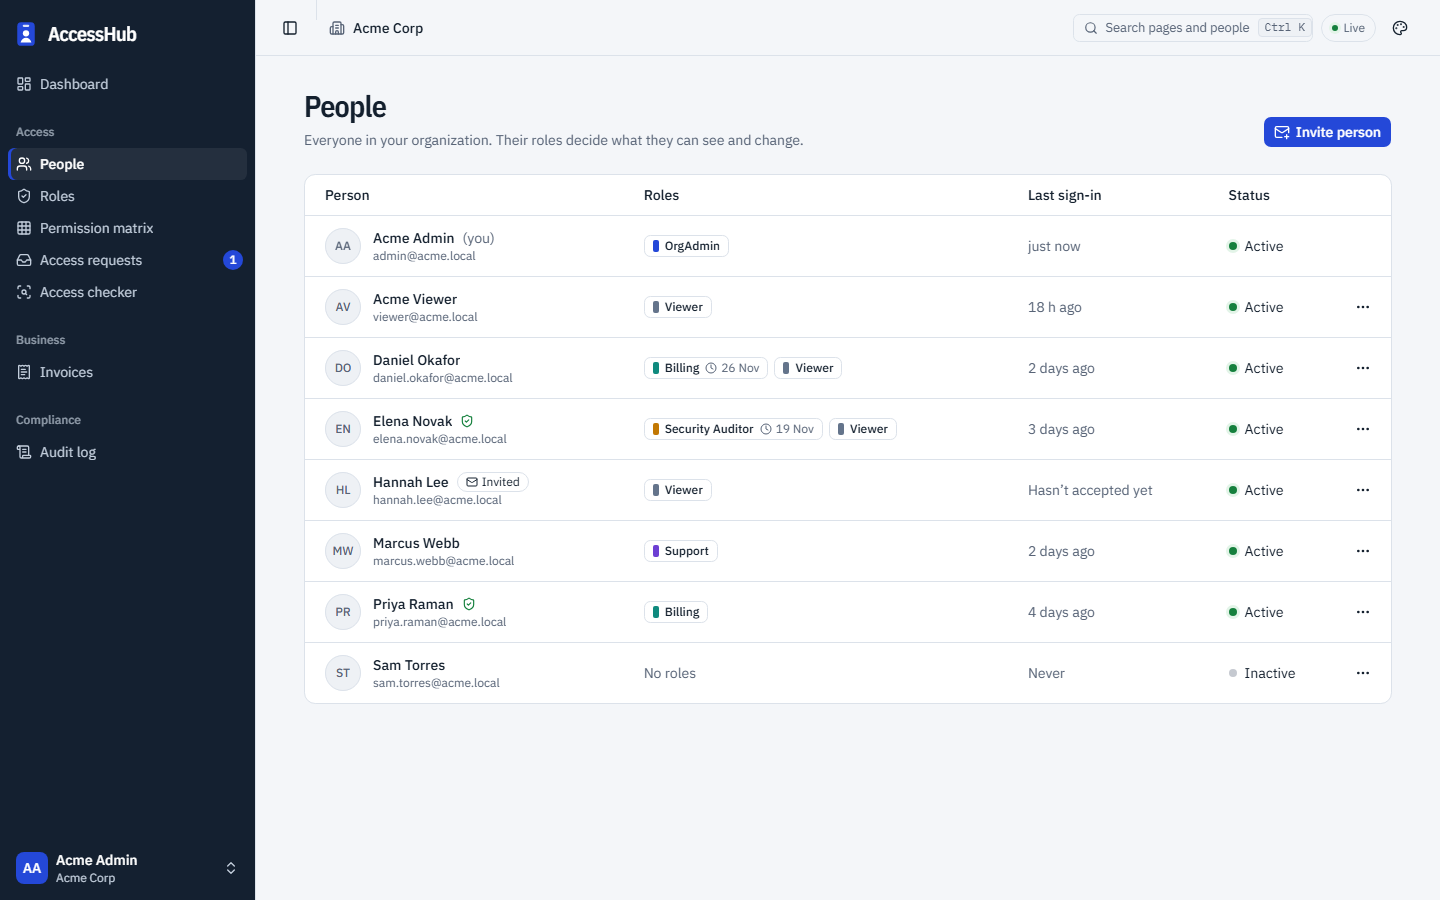 AccessHub
Dashboard
Access
People
Roles
Permission matrix
Access requests 1
Access checker
Business
Invoices
Compliance
Audit log
AA
Acme Admin
Acme Corp
Acme Corp
Search pages and people Ctrl K
Live
People
Everyone in your organization. Their roles decide what they can see and change.
Invite person
Person Roles Last sign-in Status
AA Acme Admin (you) OrgAdmin just now Active
admin@acme.local
AV Acme Viewer Viewer 18 h ago Active
viewer@acme.local
DO Daniel Okafor Billing 26 Nov Viewer 2 days ago Active
daniel.okafor@acme.local
EN Elena Novak Security Auditor 19 Nov Viewer 3 days ago Active
elena.novak@acme.local
HL Hannah Lee Invited Viewer Hasn’t accepted yet Active
hannah.lee@acme.local
MW Marcus Webb Support 2 days ago Active
marcus.webb@acme.local
PR Priya Raman Billing 4 days ago Active
priya.raman@acme.local
ST Sam Torres No roles Never Inactive
sam.torres@acme.local